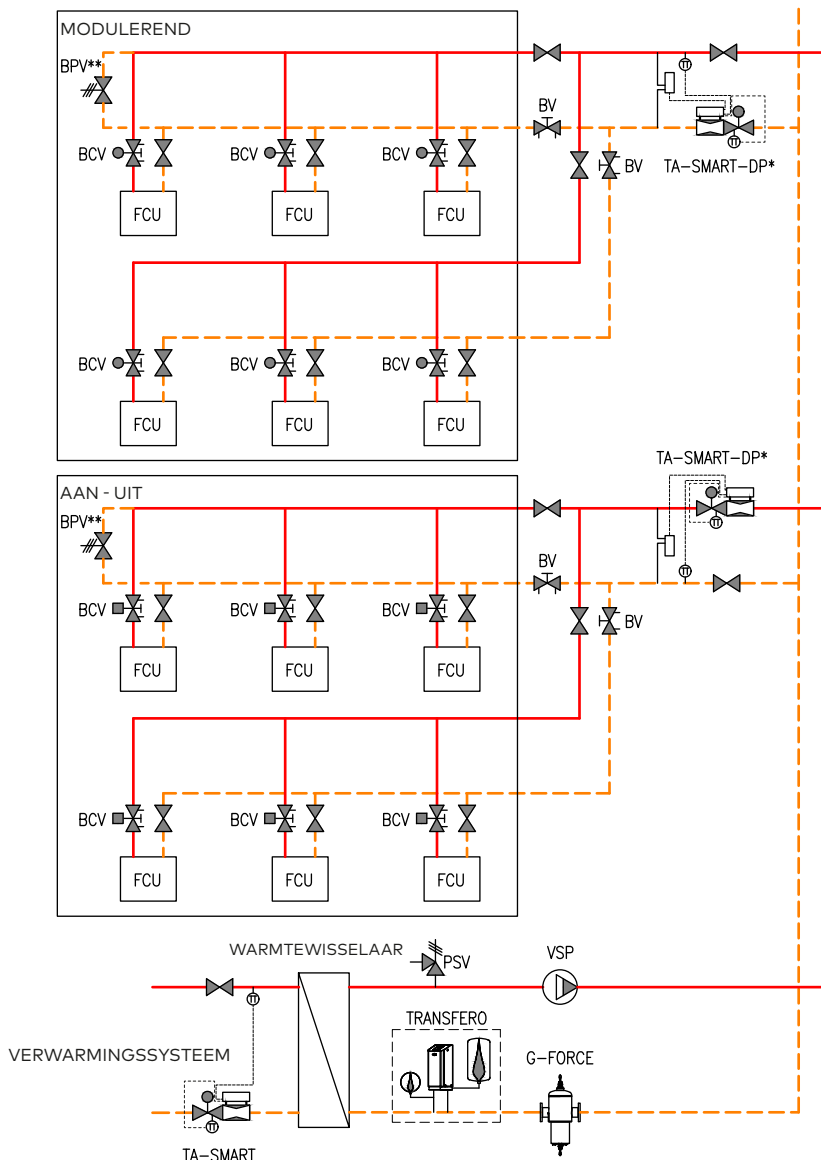 MODULEREND
BPV**
BV
BCV
BCV
BCV
BV
TA-SMART-DP*
FCU
FCU
FCU
BCV
BCV
BCV
FCU
FCU
FCU
TA-SMART-DP*
AAN - UIT
BPV**
BV
BCV
BCV
BCV
BV
FCU
FCU
FCU
BCV
BCV
BCV
FCU
FCU
FCU
WARMTEWISSELAAR
PSV
VSP
TRANSFERO
VERWARMINGSSYSTEEM
G-FORCE
TA-SMART